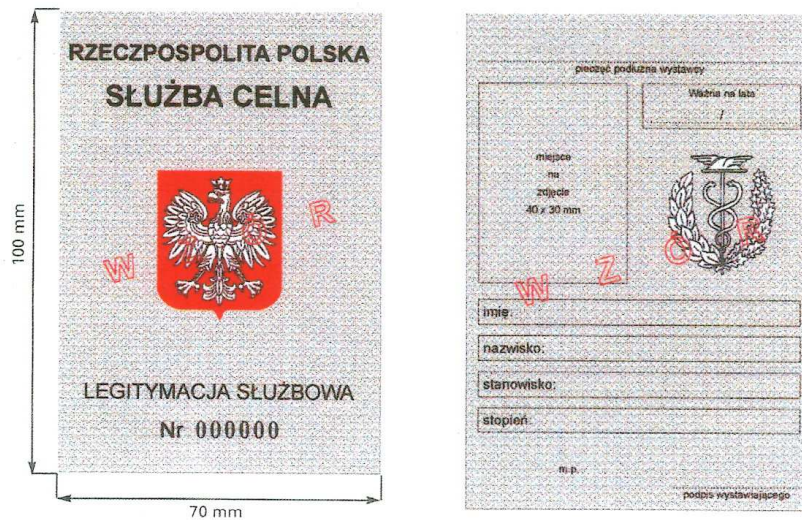 RZECZPOSPOLITA POLSKA
SŁUŻBA CELNA
W Z Ó R
LEGITYMACJA SŁUŻBOWA
Nr 000000
100 mm
70 mm
pieczęć podłużna wystawcy
Ważna na lata
/
miejsce
na
zdjęcie
40 x 30 mm
W Z Ó R
imię:
nazwisko:
stanowisko:
stopień:
m.p.
podpis wystawiającego